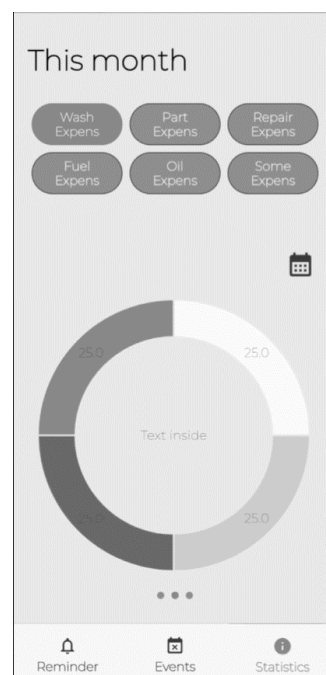 This month
Wash
Expens
Part
Expens
Repair
Expens
Fuel
Expens
Oil
Expens
Some
Expens
25.0
25.0
Text inside
25.0
25.0
Reminder
Events
Statistics